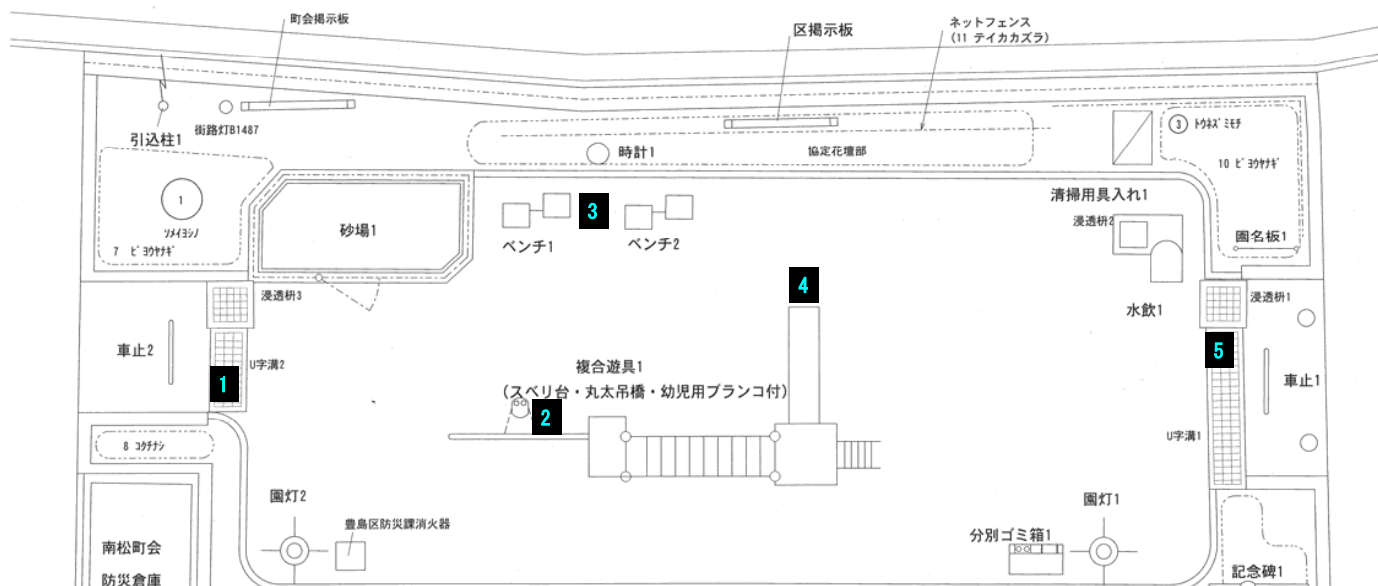 町会掲示板
区掲示板
ネットフェンス
(11 テイカカズラ)
引込柱1
街路灯B1487
時計1
協定花壇部
3 トウネズミモチ
10 ビヨウヤナギ
清掃用具入れ1
浸透枡2
園名板1
1
ソメイヨシノ
7 ビヨウヤナギ
砂場1
ベンチ1
3
ベンチ2
浸透枡3
4
水飲1
浸透枡1
車止2
U字溝2
1
複合遊具1
(スベリ台・丸太吊橋・幼児用ブランコ付)
2
5
車止1
U字溝1
8 コクチナシ
園灯2
豊島区防災課消火器
園灯1
分別ゴミ箱1
南松町会
防災倉庫
記念碑1